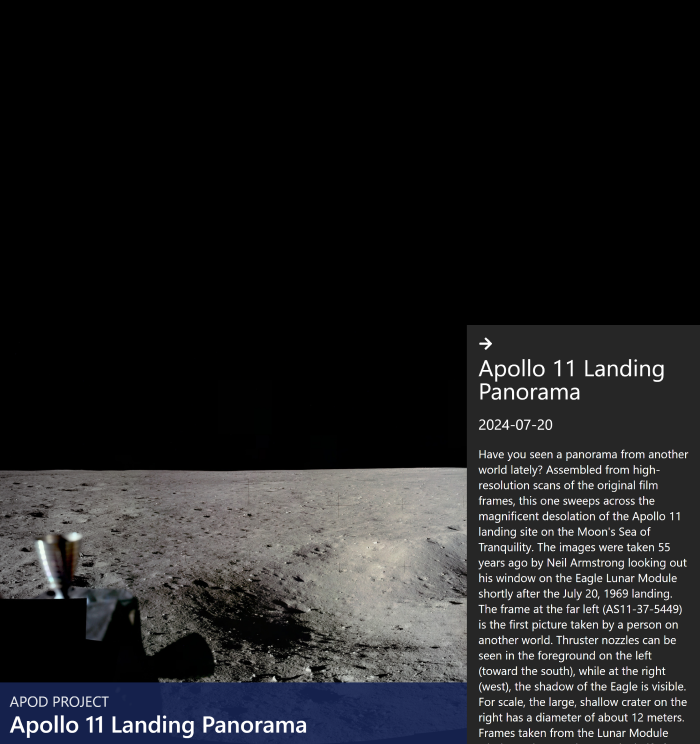 →
Apollo 11 Landing
Panorama
2024-07-20
Have you seen a panorama from another
world lately? Assembled from high-
resolution scans of the original film
frames, this one sweeps across the
magnificent desolation of the Apollo 11
landing site on the Moon's Sea of
Tranquility. The images were taken 55
years ago by Neil Armstrong looking out
his window on the Eagle Lunar Module
shortly after the July 20, 1969 landing.
The frame at the far left (AS11-37-5449)
is the first picture taken by a person on
another world. Thruster nozzles can be
seen in the foreground on the left
(toward the south), while at the right
(west), the shadow of the Eagle is visible.
For scale, the large, shallow crater on the
right has a diameter of about 12 meters.
Frames taken from the Lunar Module
APOD PROJECT
Apollo 11 Landing Panorama